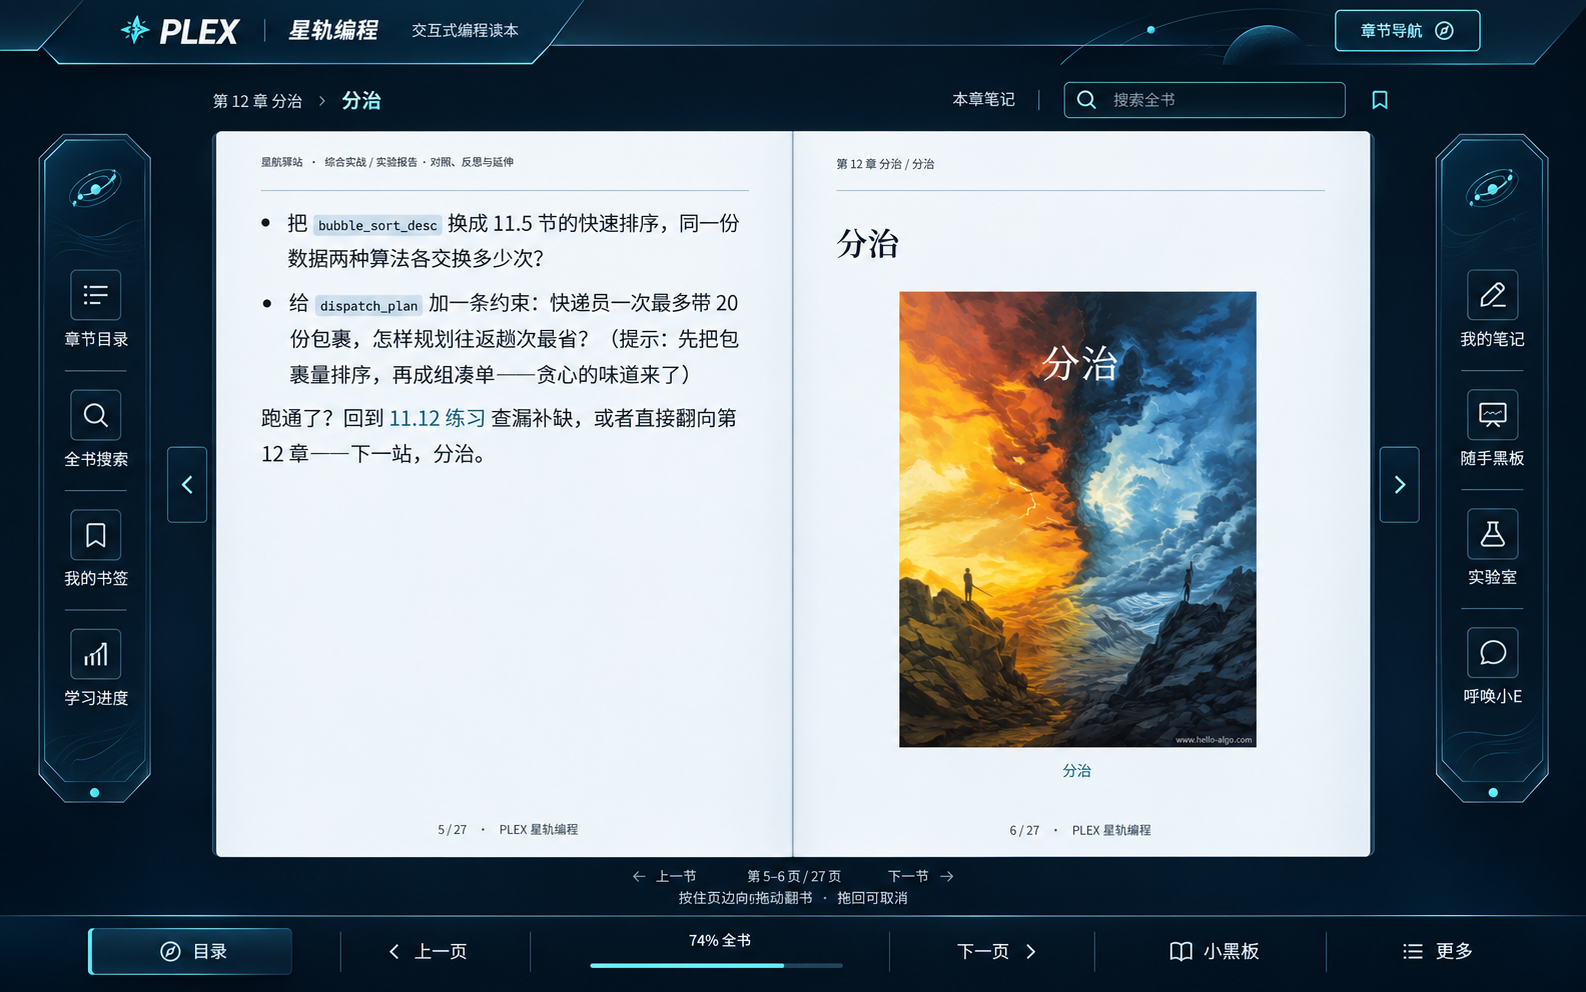 PLEX 星轨编程 交互式编程读本
章节导航
第 12 章 分治 > 分治
本章笔记
搜索全书
章节目录
全书搜索
我的书签
学习进度
星航驿站 · 综合实战 / 实验报告 · 对照、反思与延伸
• 把 bubble_sort_desc 换成 11.5 节的快速排序，同一份
数据两种算法各交换多少次？
• 给 dispatch_plan 加一条约束：快递员一次最多带 20
份包裹，怎样规划往返趟次最省？（提示：先把包
裹量排序，再成组凑单——贪心的味道来了）
跑通了？回到 11.12 练习 查漏补缺，或者直接翻向第
12 章——下一站，分治。
5 / 27 · PLEX 星轨编程
第 12 章 分治 / 分治
分治
分治
www.hello-algo.com
分治
6 / 27 · PLEX 星轨编程
我的笔记
随手黑板
实验室
呼唤小E
← 上一节 第 5–6 页 / 27 页 下一节 →
按住页边向内拖动翻书 · 拖回可取消
目录
上一页
74% 全书
下一页
小黑板
更多